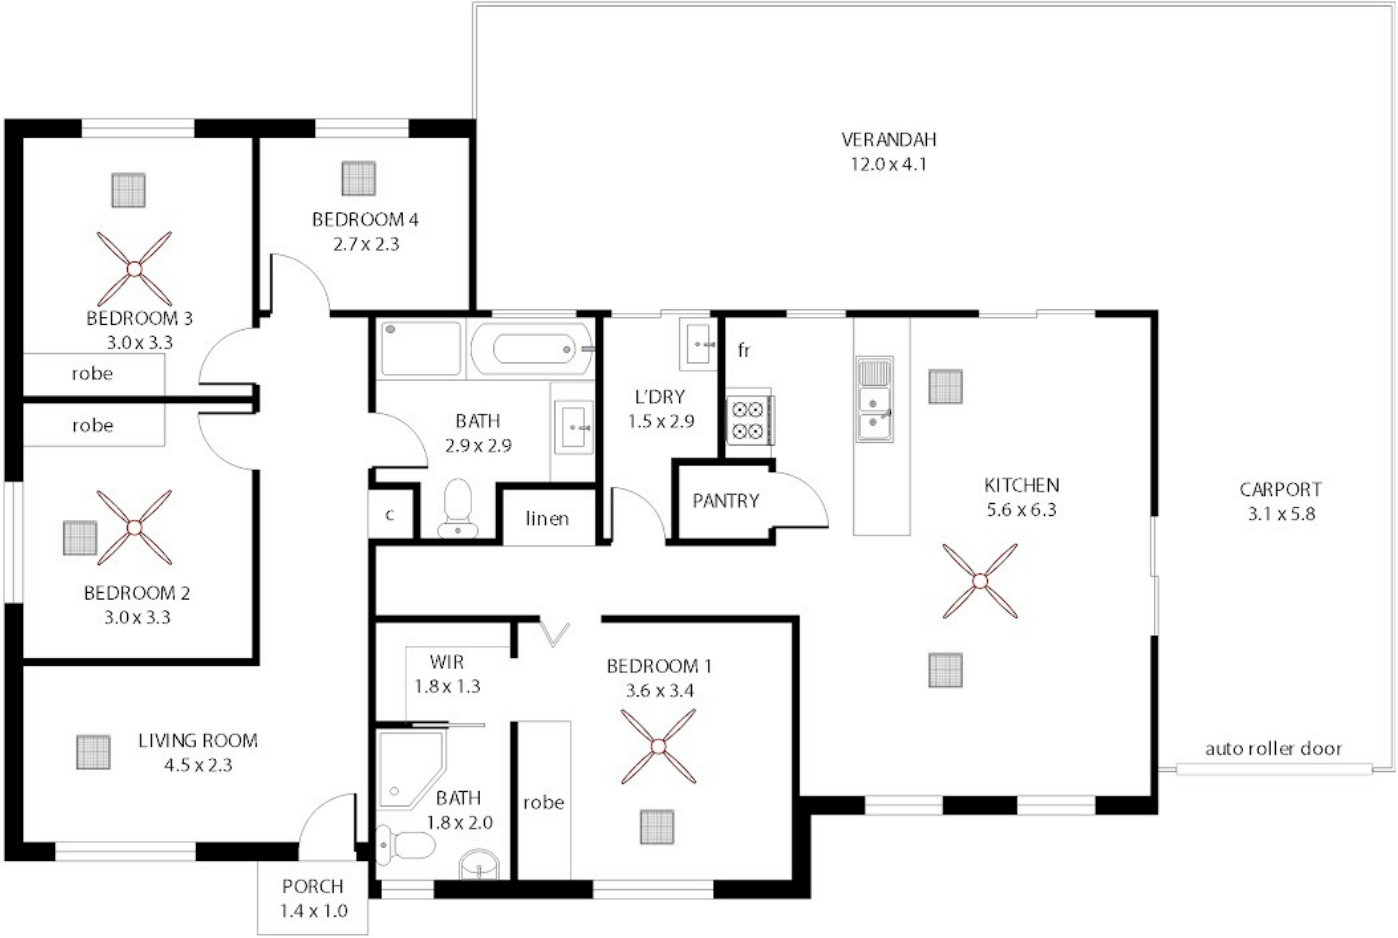 VERANDAH
12.0 x 4.1
BEDROOM 4
2.7 x 2.3
BEDROOM 3
3.0 x 3.3
robe
robe
BEDROOM 2
3.0 x 3.3
BATH
2.9 x 2.9
c
linen
L'DRY
1.5 x 2.9
fr
PANTRY
KITCHEN
5.6 x 6.3
CARPORT
3.1 x 5.8
auto roller door
WIR
1.8 x 1.3
BEDROOM 1
3.6 x 3.4
LIVING ROOM
4.5 x 2.3
BATH
1.8 x 2.0
robe
PORCH
1.4 x 1.0